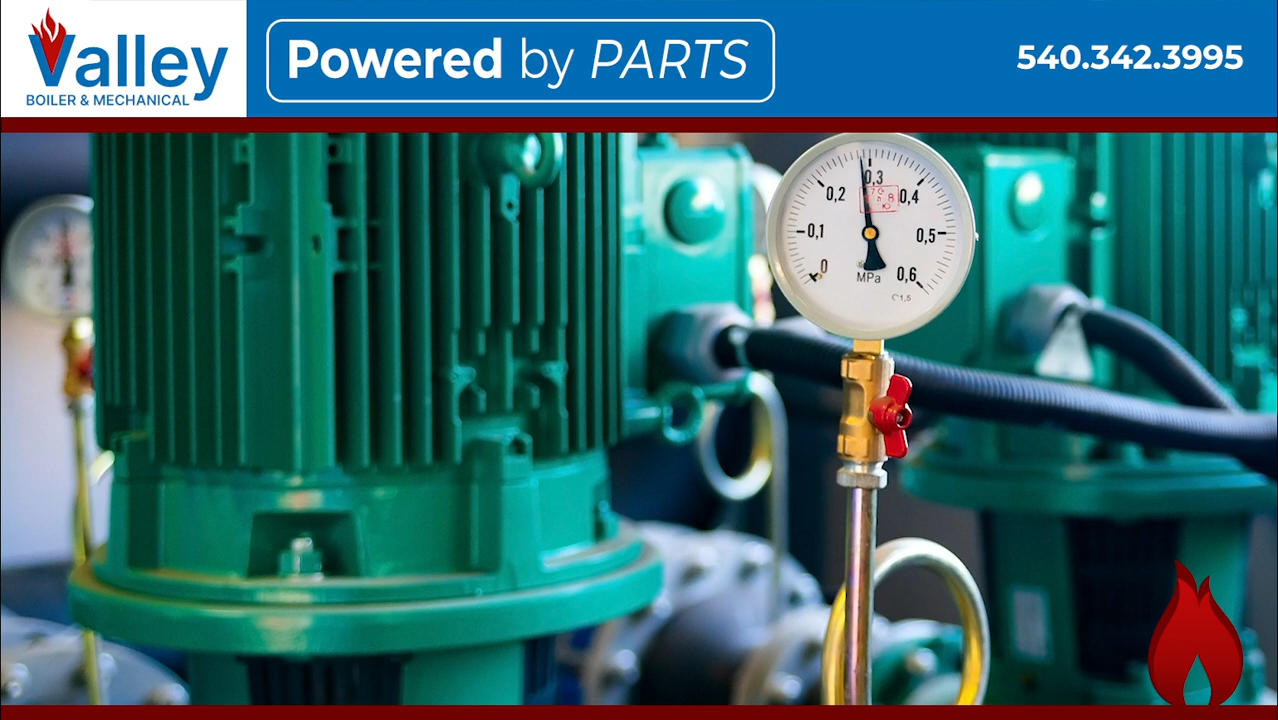 Valley
BOILER & MECHANICAL
Powered by PARTS
540.342.3995
0,3
0,2
0,4
0,1
0,5
0
0,6
MPa